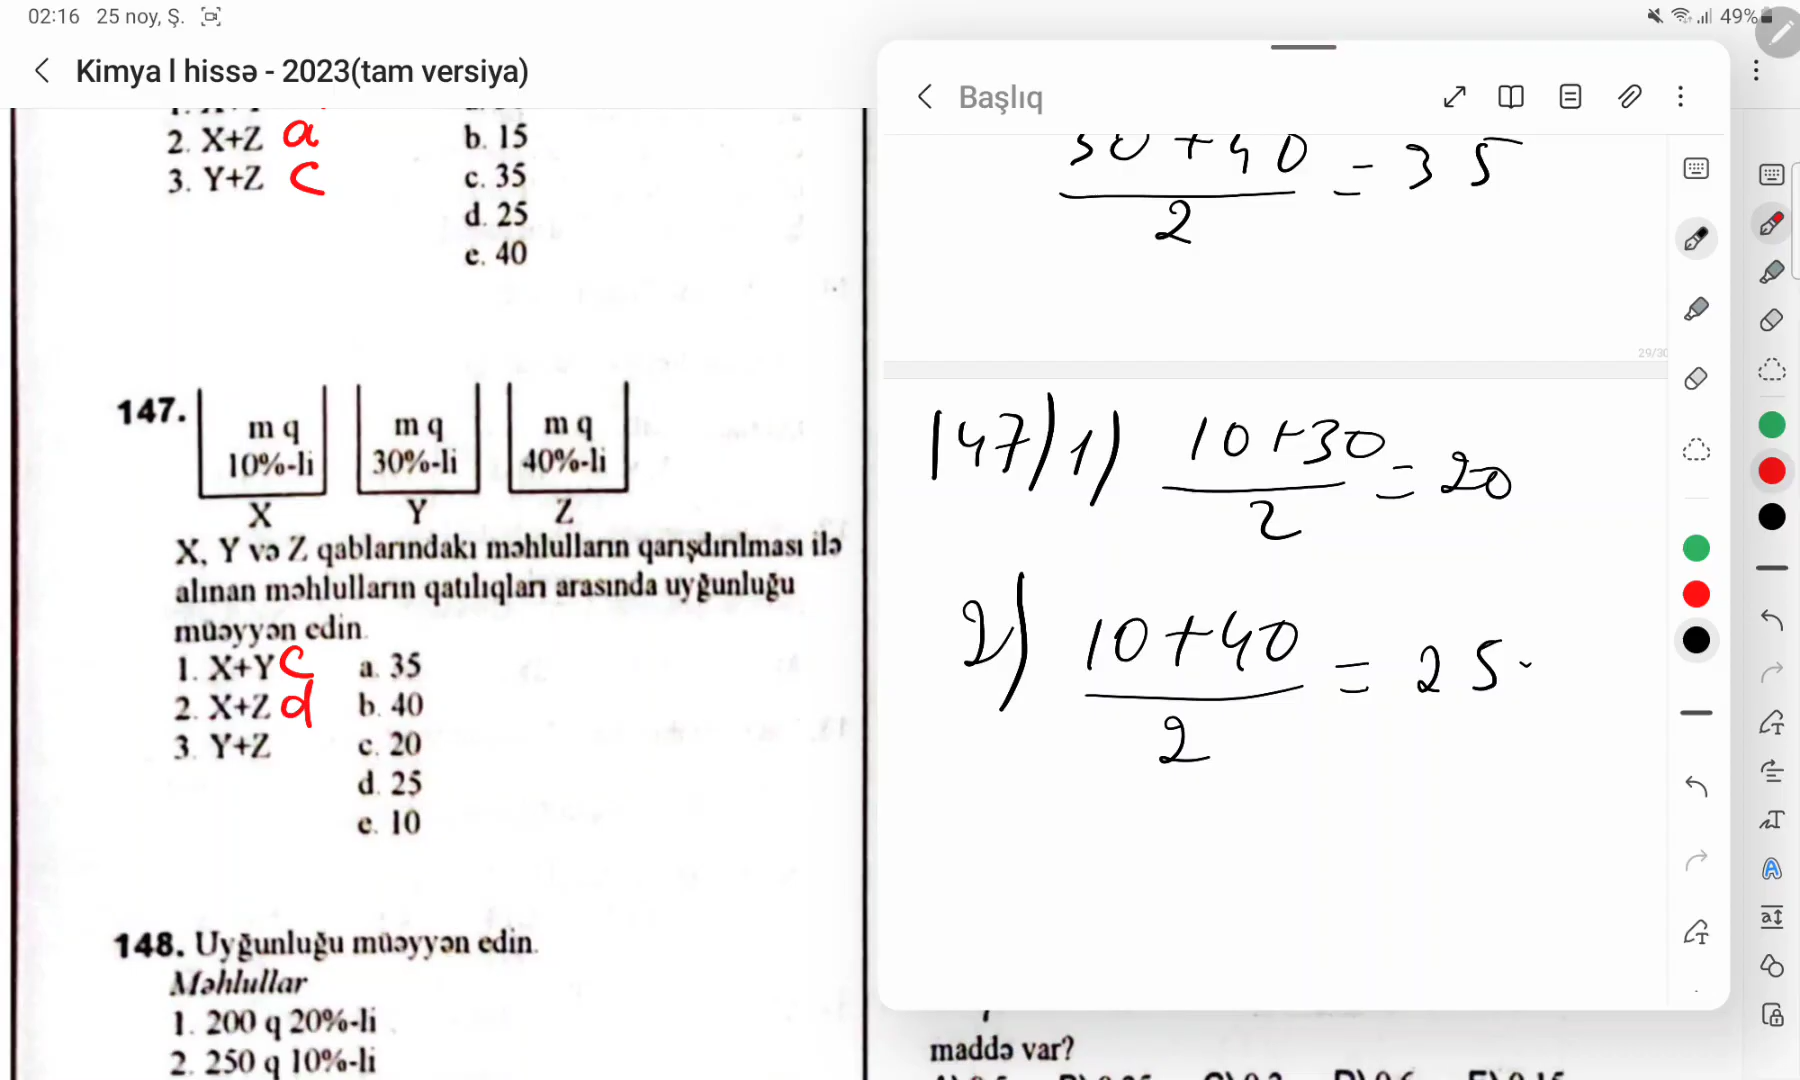 02:16 25 noy, Ş.
49%
Kimya I hissə - 2023(tam versiya)
2. X+Z a
3. Y+Z c
b. 15
c. 35
d. 25
e. 40
147.
m q
10%-li
X
m q
30%-li
Y
m q
40%-li
Z
X, Y və Z qablarındakı məhlulların qarışdırılması ilə
alınan məhlulların qatılıqları arasında uyğunluğu
müəyyən edin.
1. X+Y c
2. X+Z d
3. Y+Z
a. 35
b. 40
c. 20
d. 25
e. 10
148. Uyğunluğu müəyyən edin.
Məhlullar
1. 200 q 20%-li
2. 250 q 10%-li
Başlıq
30+40
2
= 35
29/30
147) 1) 10+30
2
= 20
2) 10+40
2
= 25.
maddə var?